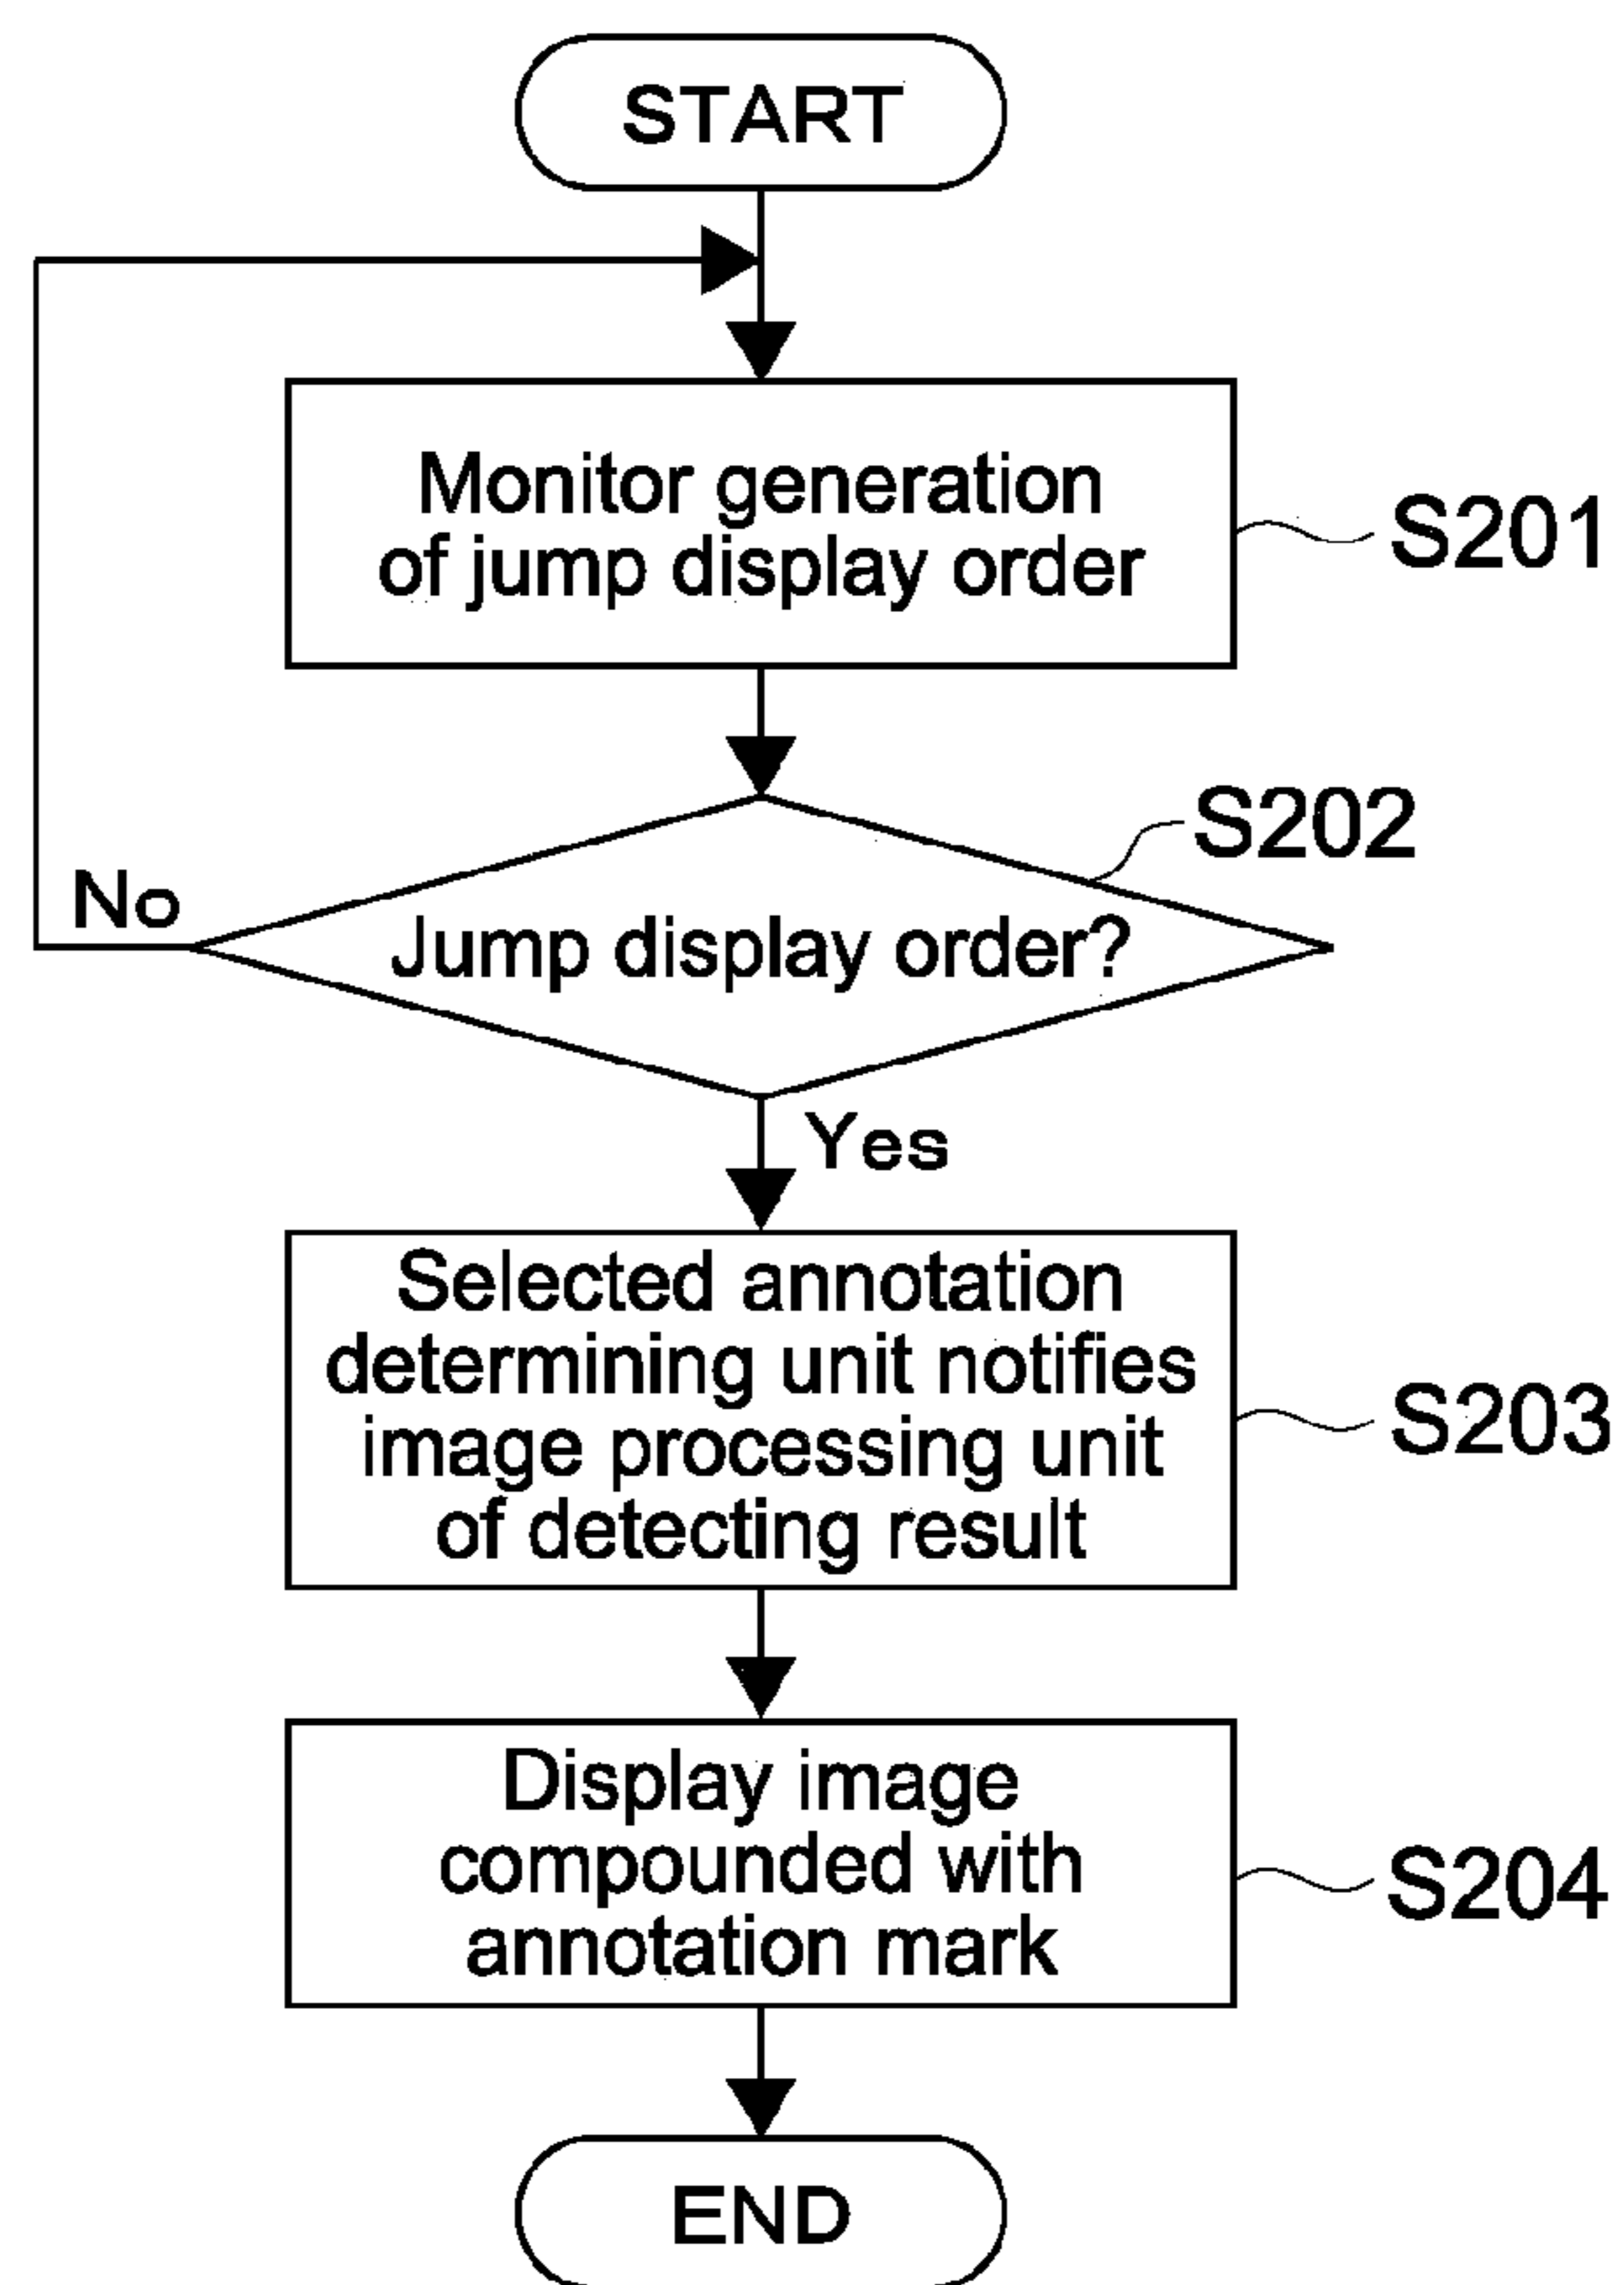 START
Monitor generation
of jump display order
S201
S202
No
Jump display order?
Yes
Selected annotation
determining unit notifies
image processing unit
of detecting result
S203
Display image
compounded with
annotation mark
S204
END